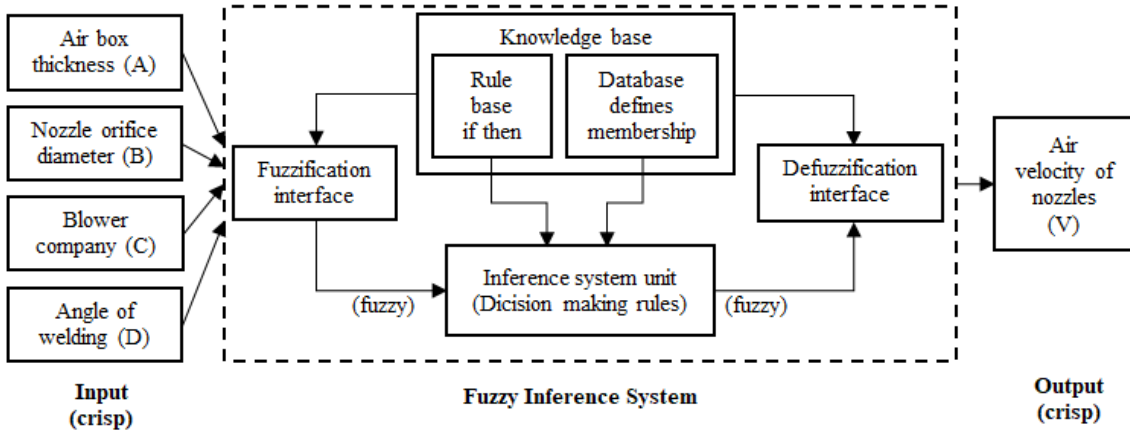 Air box
thickness (A)
Nozzle orifice
diameter (B)
Blower
company (C)
Angle of
welding (D)
Input
(crisp)
Knowledge base
Rule
base
if then
Database
defines
membership
Fuzzification
interface
Defuzzification
interface
Inference system unit
(Dicision making rules)
(fuzzy)
(fuzzy)
Fuzzy Inference System
Air
velocity of
nozzles
(V)
Output
(crisp)